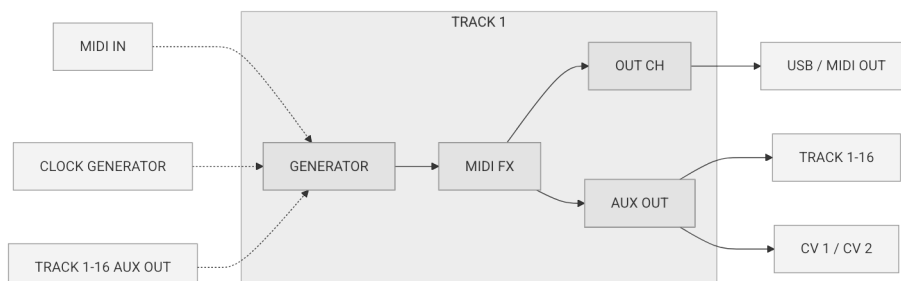 TRACK 1
MIDI IN
OUT CH
USB / MIDI OUT
CLOCK GENERATOR
GENERATOR
MIDI FX
TRACK 1-16
AUX OUT
TRACK 1-16 AUX OUT
CV 1 / CV 2